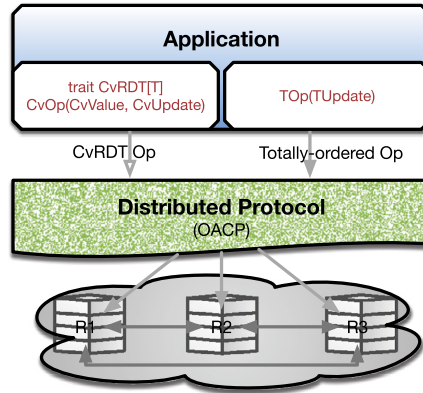 Application
trait CvRDT[T]
CvOp(CvValue, CvUpdate)
TOp(TUpdate)
CvRDT-Op
Totally-ordered Op
Distributed Protocol
(OACP)
R1
R2
R3